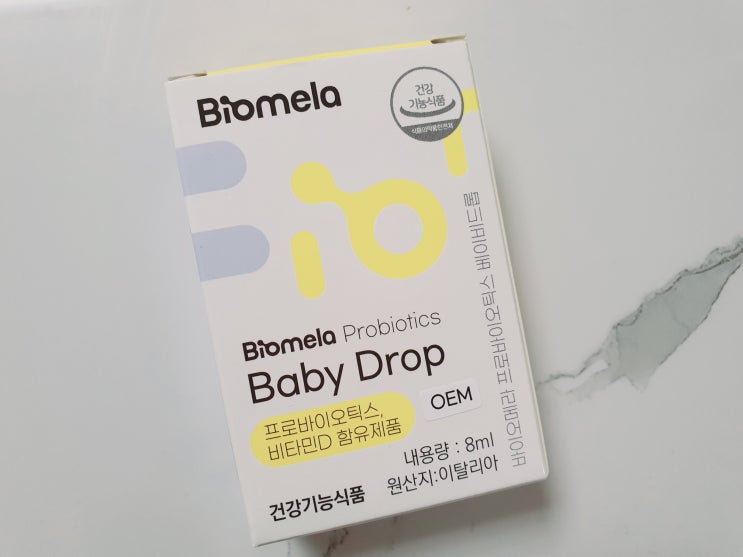 Biomela
건강
기능식품
식품의약품안전처
바이오메라 프로바이오틱스 베이비드롭
Biomela Probiotics
Baby Drop
프로바이오틱스,
비타민D 함유제품
OEM
내용량 : 8ml
원산지:이탈리아
건강기능식품